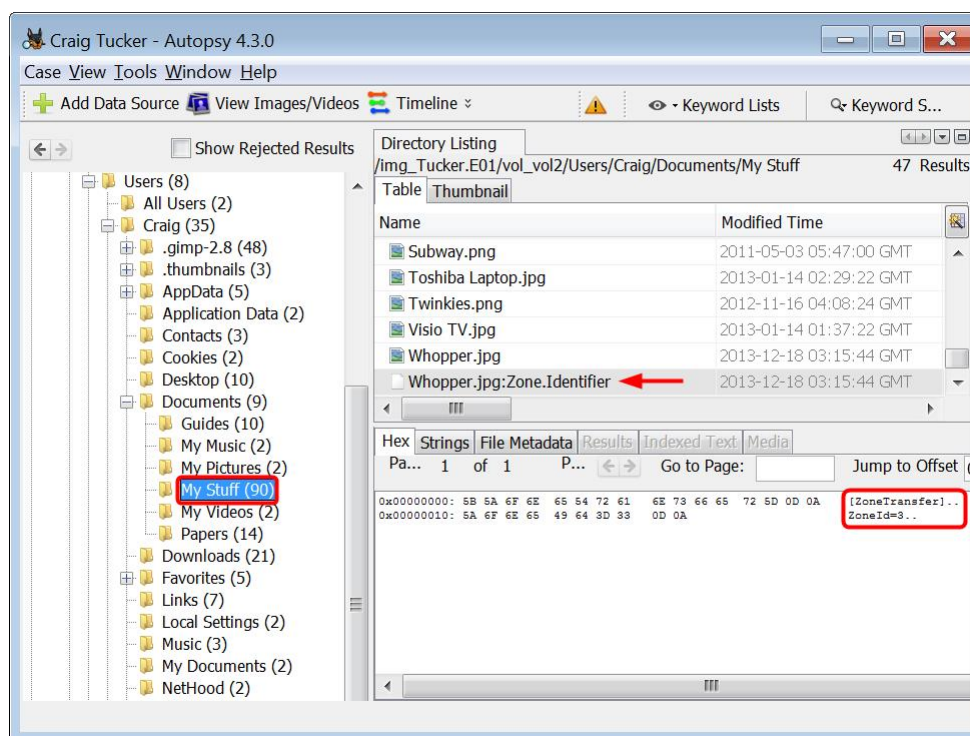 Craig Tucker - Autopsy 4.3.0
Case View Tools Window Help
Add Data Source View Images/Videos Timeline Keyword Lists Keyword S...
Show Rejected Results
Users (8)
All Users (2)
Craig (35)
.gimp-2.8 (48)
.thumbnails (3)
AppData (5)
Application Data (2)
Contacts (3)
Cookies (2)
Desktop (10)
Documents (9)
Guides (10)
My Music (2)
My Pictures (2)
My Stuff (90)
My Videos (2)
Papers (14)
Downloads (21)
Favorites (5)
Links (7)
Local Settings (2)
Music (3)
My Documents (2)
NetHood (2)
Directory Listing
/img_Tucker.E01/vol_vol2/Users/Craig/Documents/My Stuff 47 Results
Table Thumbnail
Name Modified Time
Subway.png 2011-05-03 05:47:00 GMT
Toshiba Laptop.jpg 2013-01-14 02:29:22 GMT
Twinkies.png 2012-11-16 04:08:24 GMT
Visio TV.jpg 2013-01-14 01:37:22 GMT
Whopper.jpg 2013-12-18 03:15:44 GMT
Whopper.jpg:Zone.Identifier 2013-12-18 03:15:44 GMT
Hex Strings File Metadata Results Indexed Text Media
Pa... 1 of 1 P... Go to Page: Jump to Offset
0x00000000: 5B 5A 6F 6E 65 54 72 61 6E 73 66 65 72 5D 0D 0A [ZoneTransfer]..
0x00000010: 5A 6F 6E 65 49 64 3D 33 0D 0A ZoneId=3..